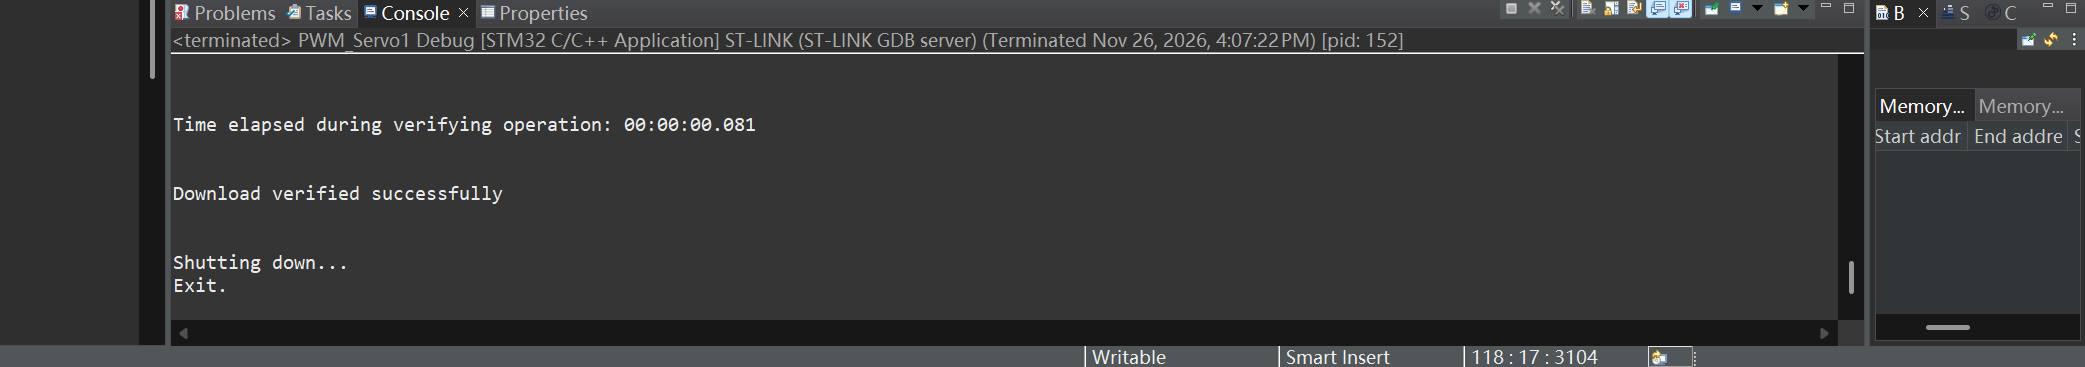 Problems Tasks Console Properties
<terminated> PWM_Servo1 Debug [STM32 C/C++ Application] ST-LINK (ST-LINK GDB server) (Terminated Nov 26, 2026, 4:07:22 PM) [pid: 152]
Time elapsed during verifying operation: 00:00:00.081
Download verified successfully
Shutting down...
Exit.
B S C
Memory... Memory...
Start addr End addre S
Writable Smart Insert 118 : 17 : 3104